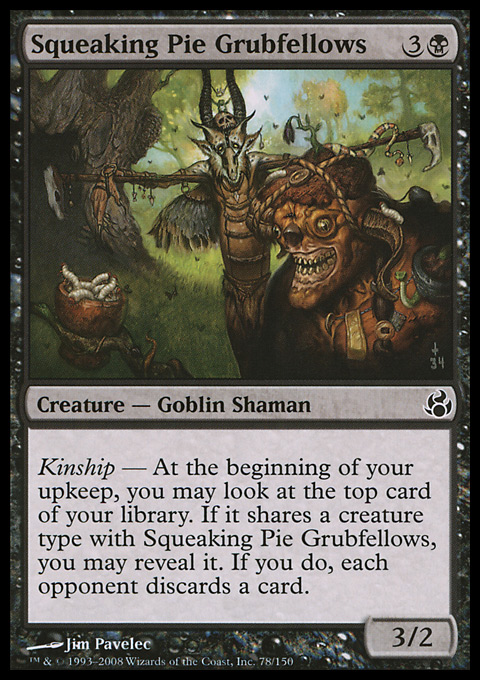 Squeaking Pie Grubfellows 3
Creature — Goblin Shaman
Kinship — At the beginning of your
upkeep, you may look at the top card
of your library. If it shares a creature
type with Squeaking Pie Grubfellows,
you may reveal it. If you do, each
opponent discards a card.
Jim Pavelec
3/2
™ & © 1993–2008 Wizards of the Coast, Inc. 78/150